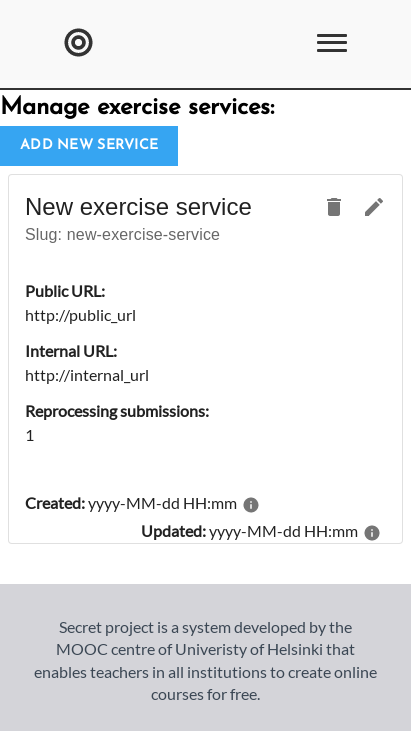 Manage exercise services:
ADD NEW SERVICE
New exercise service
Slug: new-exercise-service
Public URL:
http://public_url
Internal URL:
http://internal_url
Reprocessing submissions:
1
Created: yyyy-MM-dd HH:mm
Updated: yyyy-MM-dd HH:mm
Secret project is a system developed by the
MOOC centre of Univeristy of Helsinki that
enables teachers in all institutions to create online
courses for free.